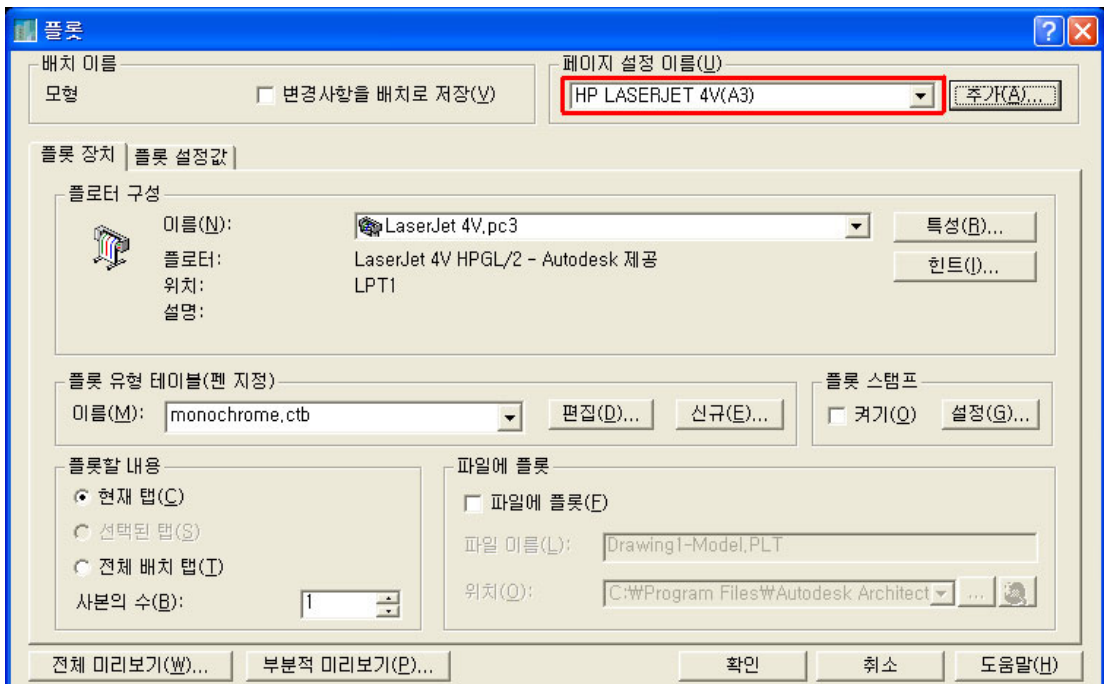 플롯
배치 이름
페이지 설정 이름(U)
모형
변경사항을 배치로 저장(V)
HP LASERJET 4V(A3)
추가(A)...
플롯 장치
플롯 설정값
플로터 구성
이름(N):
LaserJet 4V.pc3
특성(R)...
플로터:
LaserJet 4V HPGL/2 - Autodesk 제공
힌트(I)...
위치:
LPT1
설명:
플롯 유형 테이블(펜 지정)
플롯 스탬프
이름(M):
monochrome.ctb
편집(D)...
신규(E)...
켜기(O)
설정(G)...
플롯할 내용
파일에 플롯
현재 탭(C)
파일에 플롯(F)
선택된 탭(S)
파일 이름(L):
Drawing1-Model.PLT
전체 배치 탭(T)
위치(O):
C:₩Program Files₩Autodesk Architect
...
사본의 수(B):
1
전체 미리보기(W)...
부분적 미리보기(P)...
확인
취소
도움말(H)